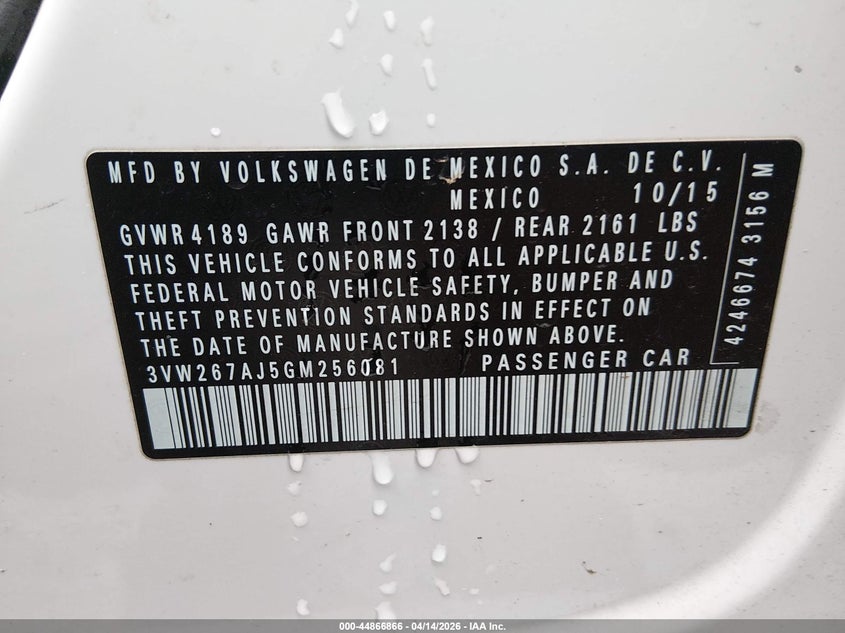 MFD BY VOLKSWAGEN DE MEXICO S.A. DE C.V.
MEXICO 10/15
GVWR 4189 GAWR FRONT 2138 / REAR 2161 LBS
THIS VEHICLE CONFORMS TO ALL APPLICABLE U.S.
FEDERAL MOTOR VEHICLE SAFETY, BUMPER AND
THEFT PREVENTION STANDARDS IN EFFECT ON
THE DATE OF MANUFACTURE SHOWN ABOVE.
3VW267AJ5GM256081 PASSENGER CAR
4246674 3156 M
000-44866866 - 04/14/2026 - IAA Inc.